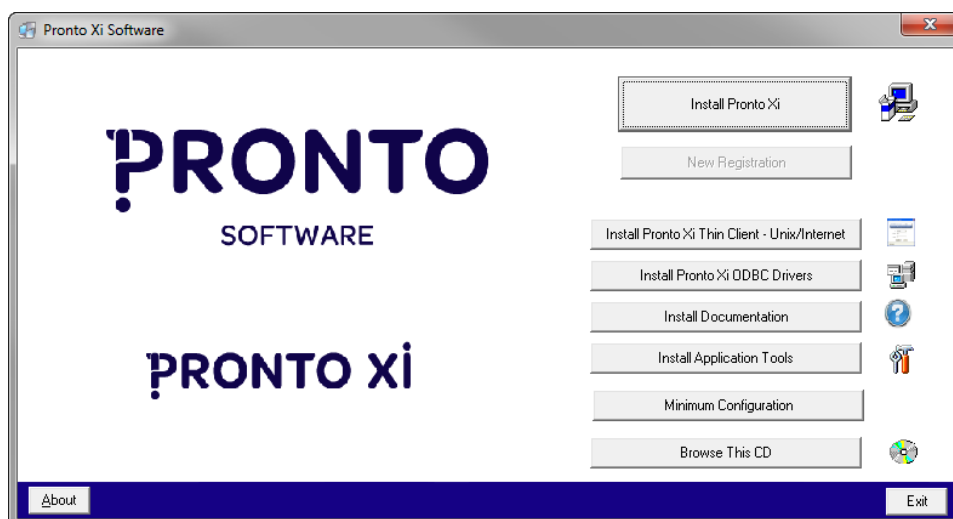 Pronto Xi Software
PRONTO
SOFTWARE
PRONTO Xi
Install Pronto Xi
New Registration
Install Pronto Xi Thin Client - Unix/Internet
Install Pronto Xi ODBC Drivers
Install Documentation
Install Application Tools
Minimum Configuration
Browse This CD
About
Exit